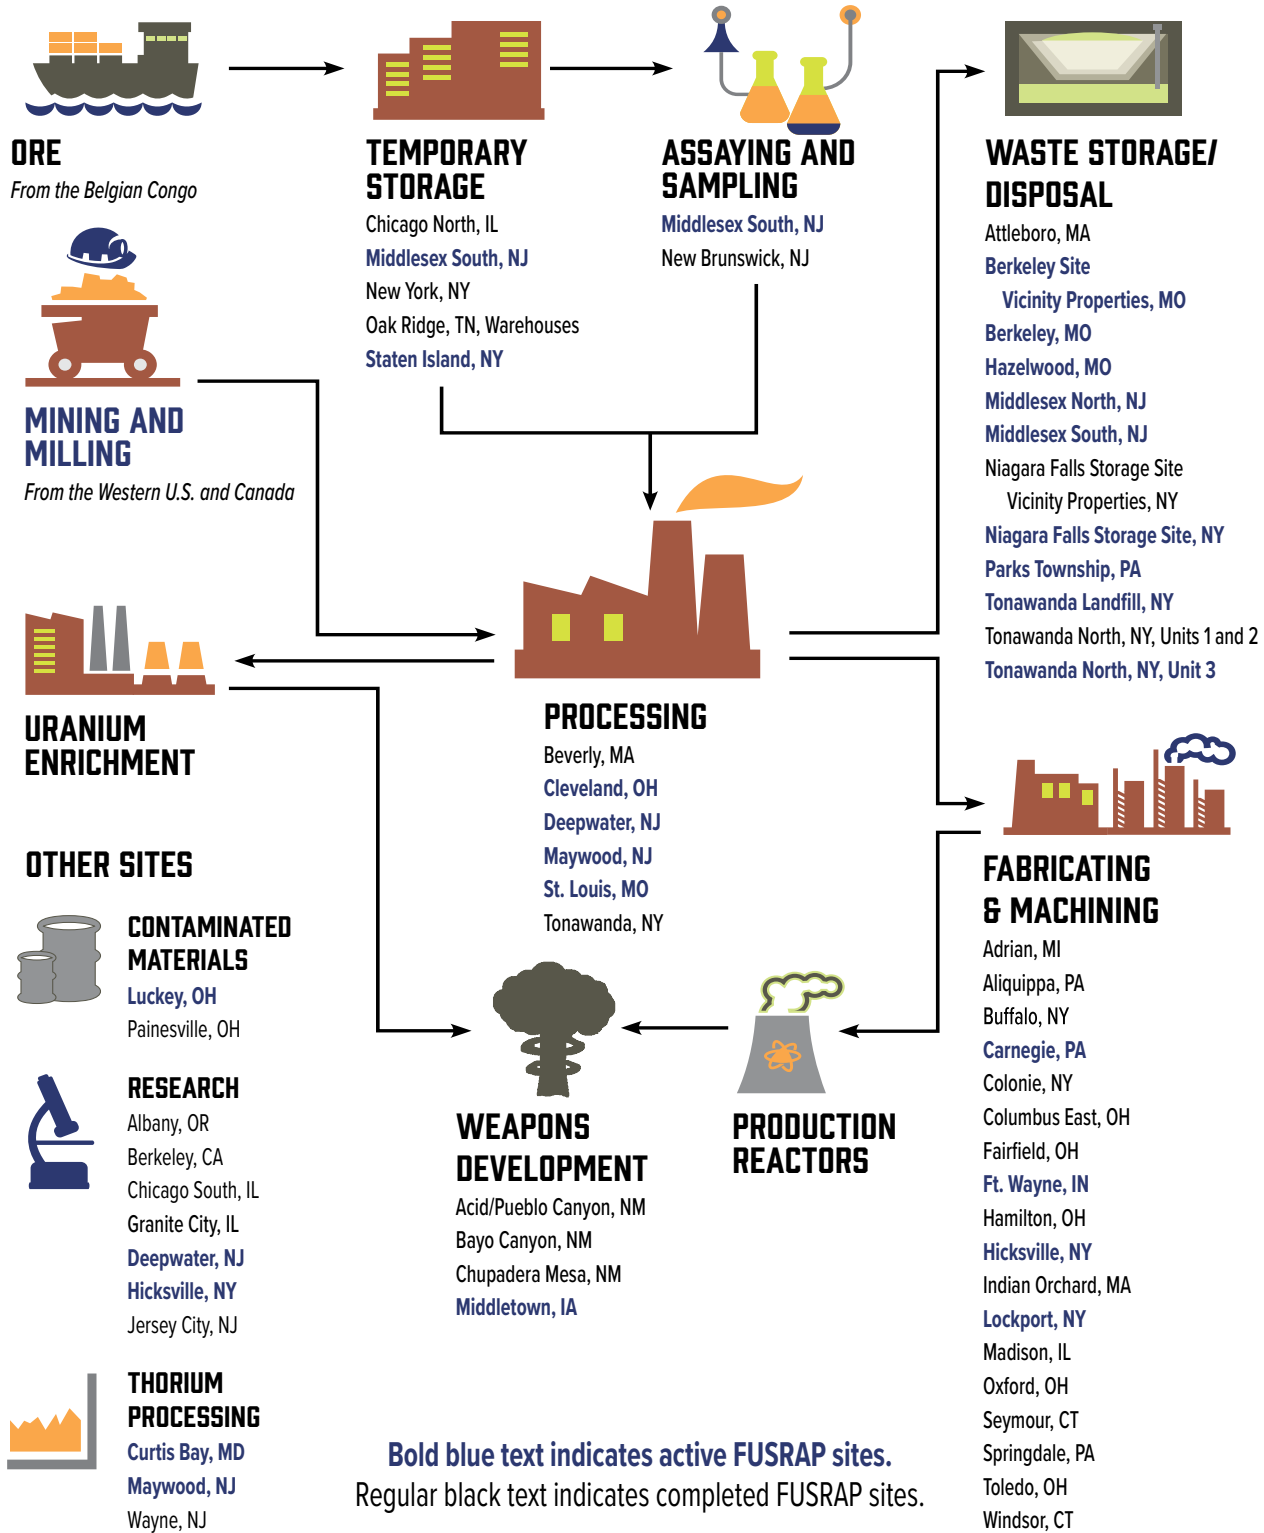 ORE
From the Belgian Congo
MINING AND
MILLING
From the Western U.S. and Canada
TEMPORARY
STORAGE
Chicago North, IL
Middlesex South, NJ
New York, NY
Oak Ridge, TN, Warehouses
Staten Island, NY
ASSAYING AND
SAMPLING
Middlesex South, NJ
New Brunswick, NJ
WASTE STORAGE/
DISPOSAL
Attleboro, MA
Berkeley Site
Vicinity Properties, MO
Berkeley, MO
Hazelwood, MO
Middlesex North, NJ
Middlesex South, NJ
Niagara Falls Storage Site
Vicinity Properties, NY
Niagara Falls Storage Site, NY
Parks Township, PA
Tonawanda Landfill, NY
Tonawanda North, NY, Units 1 and 2
Tonawanda North, NY, Unit 3
URANIUM
ENRICHMENT
PROCESSING
Beverly, MA
Cleveland, OH
Deepwater, NJ
Maywood, NJ
St. Louis, MO
Tonawanda, NY
FABRICATING
& MACHINING
Adrian, MI
Aliquippa, PA
Buffalo, NY
Carnegie, PA
Colonie, NY
Columbus East, OH
Fairfield, OH
Ft. Wayne, IN
Hamilton, OH
Hicksville, NY
Indian Orchard, MA
Lockport, NY
Madison, IL
Oxford, OH
Seymour, CT
Springdale, PA
Toledo, OH
Windsor, CT
WEAPONS
DEVELOPMENT
Acid/Pueblo Canyon, NM
Bayo Canyon, NM
Chupadera Mesa, NM
Middletown, IA
PRODUCTION
REACTORS
OTHER SITES
CONTAMINATED
MATERIALS
Luckey, OH
Painesville, OH
RESEARCH
Albany, OR
Berkeley, CA
Chicago South, IL
Granite City, IL
Deepwater, NJ
Hicksville, NY
Jersey City, NJ
THORIUM
PROCESSING
Curtis Bay, MD
Maywood, NJ
Wayne, NJ
Bold blue text indicates active FUSRAP sites.
Regular black text indicates completed FUSRAP sites.